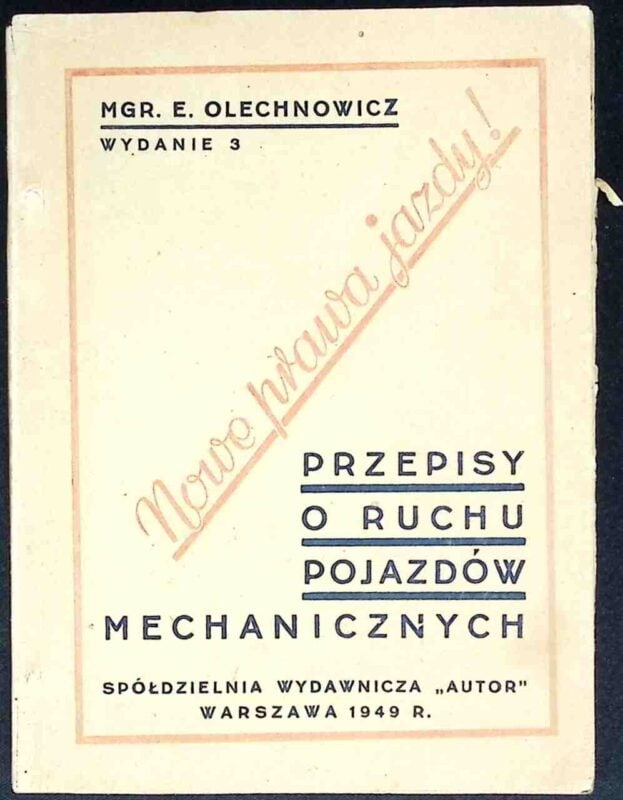 MGR. E. OLECHNOWICZ
WYDANIE 3
Nowe prawa jazdy!
PRZEPISY
O RUCHU
POJAZDÓW
MECHANICZNYCH
SPÓŁDZIELNIA WYDAWNICZA „AUTOR"
WARSZAWA 1949 R.